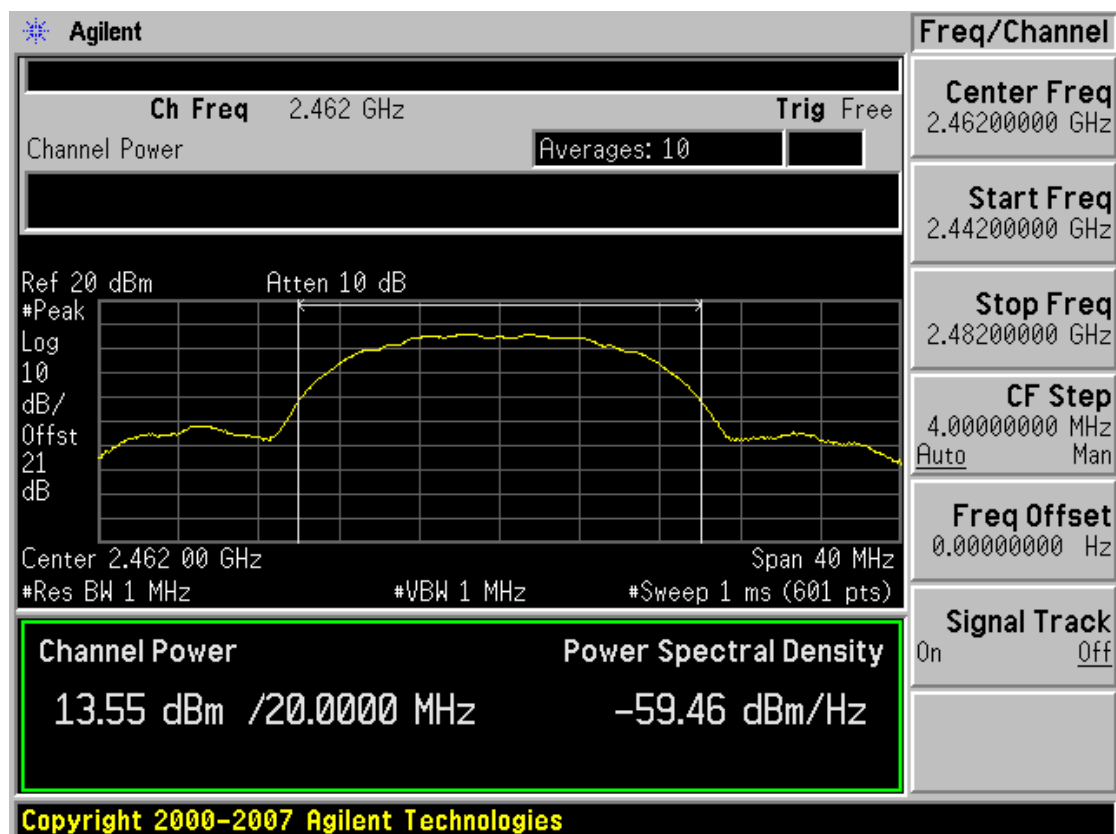 Agilent
Freq/Channel
Ch Freq 2.462 GHz Trig Free
Channel Power Averages: 10
Ref 20 dBm Atten 10 dB
#Peak
Log
10
dB/
Offst
21
dB
Center 2.462 00 GHz Span 40 MHz
#Res BW 1 MHz #VBW 1 MHz #Sweep 1 ms (601 pts)
Channel Power Power Spectral Density
13.55 dBm /20.0000 MHz -59.46 dBm/Hz
Center Freq
2.46200000 GHz
Start Freq
2.44200000 GHz
Stop Freq
2.48200000 GHz
CF Step
4.00000000 MHz
Auto Man
Freq Offset
0.00000000 Hz
Signal Track
On Off
Copyright 2000-2007 Agilent Technologies